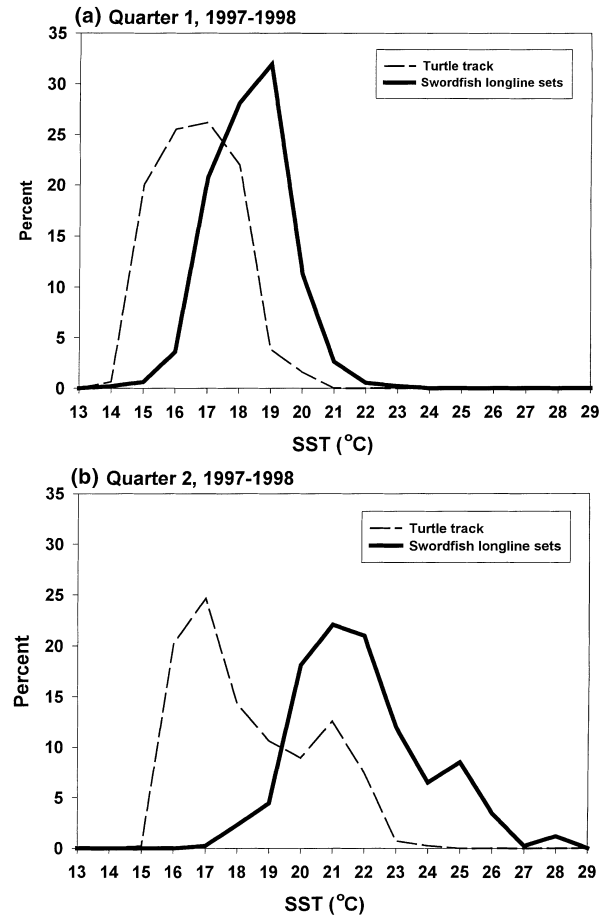 (a) Quarter 1, 1997-1998
35
30
25
20
15
10
5
0
Percent
Turtle track
Swordfish longline sets
13 14 15 16 17 18 19 20 21 22 23 24 25 26 27 28 29
SST (°C)
(b) Quarter 2, 1997-1998
35
30
25
20
15
10
5
0
Percent
Turtle track
Swordfish longline sets
13 14 15 16 17 18 19 20 21 22 23 24 25 26 27 28 29
SST (°C)